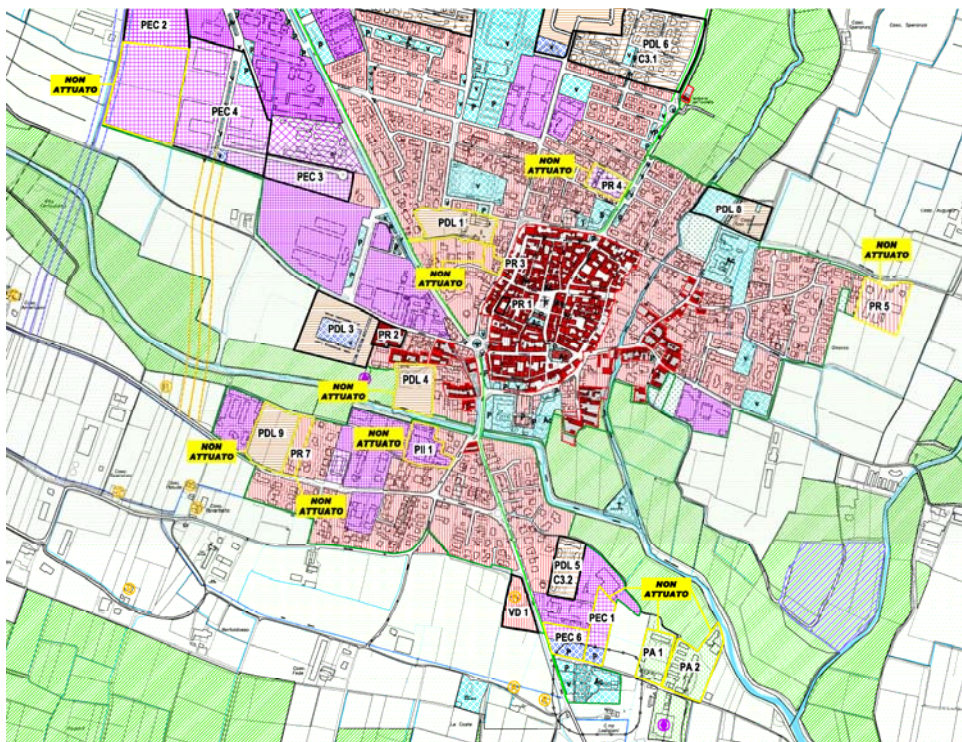 PEC 2
PDL 6
C3.1
NON
ATTUATO
PEC 4
NON
ATTUATO
PR 4
PEC 3
PDL 1
PDL 8
NON
ATTUATO
PR 3
NON
ATTUATO
PR 1
PR 5
PDL 3
PR 2
NON
ATTUATO
PDL 4
PDL 9
NON
ATTUATO
PII 1
NON
ATTUATO
PR 7
NON
ATTUATO
PDL 5
C3.2
NON
ATTUATO
VD 1
PEC 1
PEC 6
PA 1
PA 2